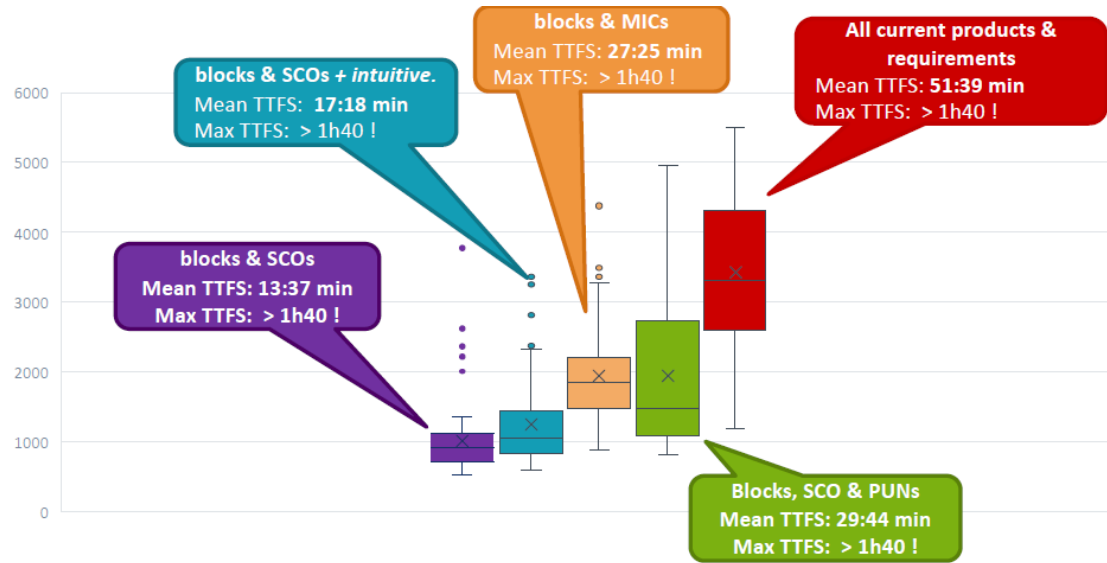 blocks & MICs
Mean TTFS: 27:25 min
Max TTFS:  > 1h40 !
All current products &
requirements
Mean TTFS: 51:39 min
Max TTFS:  > 1h40 !
blocks & SCOs + intuitive.
Mean TTFS: 17:18 min
Max TTFS:  > 1h40 !
blocks & SCOs
Mean TTFS: 13:37 min
Max TTFS:  > 1h40 !
6000
5000
4000
3000
2000
1000
0
Blocks, SCO & PUNs
Mean TTFS: 29:44 min
Max TTFS:  > 1h40 !